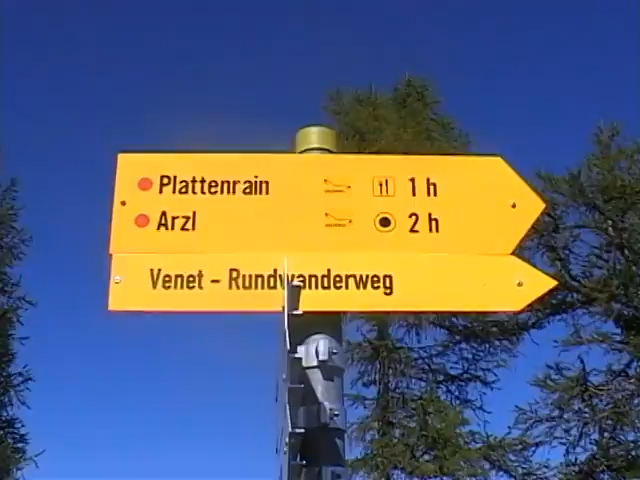 Plattenrain 1 h
Arzl 2 h
Venet - Rundwanderweg